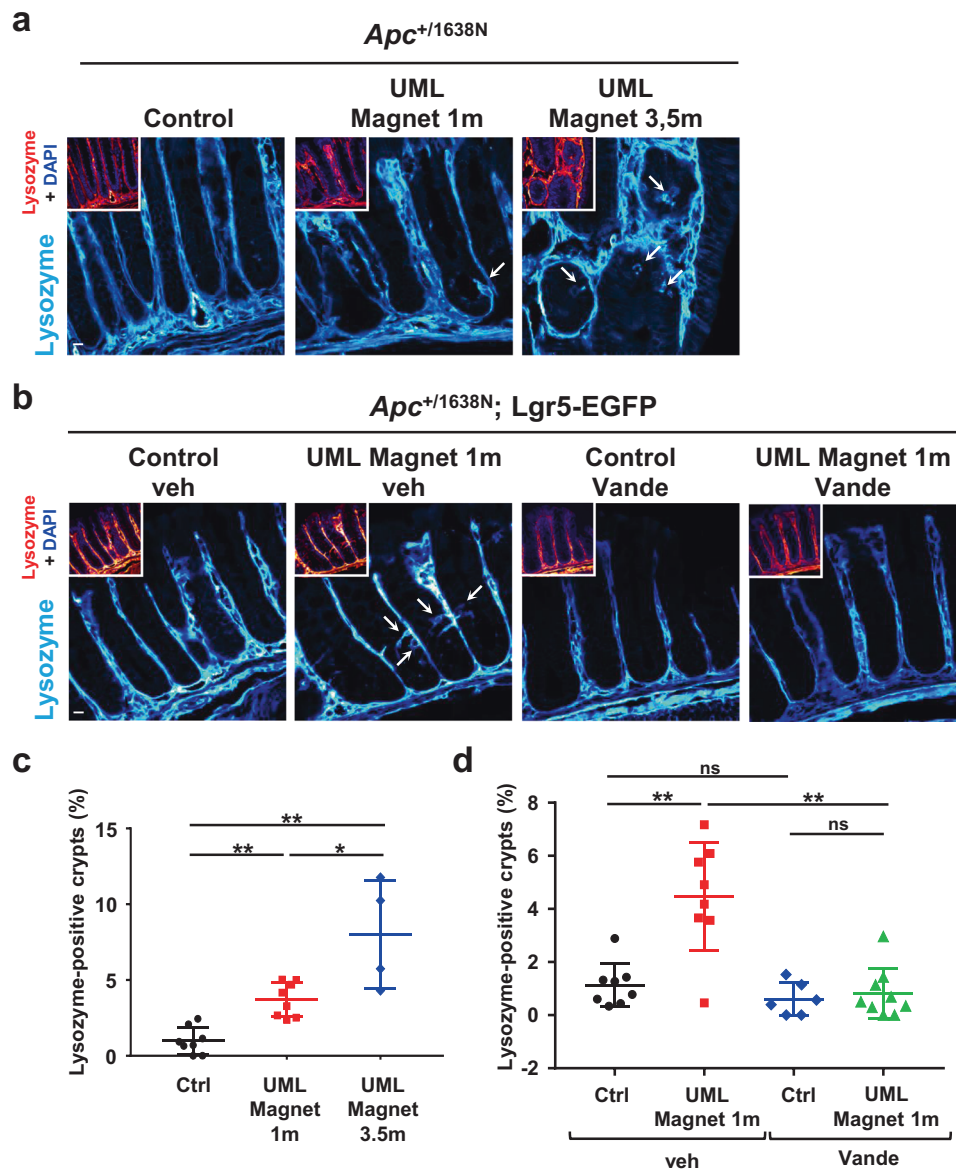 a
Apc+/1638N
Control
UML
Magnet 1m
UML
Magnet 3,5m
Lysozyme
+ DAPI
Lysozyme
b
Apc+/1638N; Lgr5-EGFP
Control
veh
UML Magnet 1m
veh
Control
Vande
UML Magnet 1m
Vande
Lysozyme
+ DAPI
Lysozyme
c
Lysozyme-positive crypts (%)
15
10
5
0
**
**
*
Ctrl
UML
Magnet
1m
UML
Magnet
3.5m
d
Lysozyme-positive crypts (%)
8
6
4
2
0
-2
ns
**
**
ns
Ctrl
UML
Magnet 1m
Ctrl
UML
Magnet 1m
veh
Vande